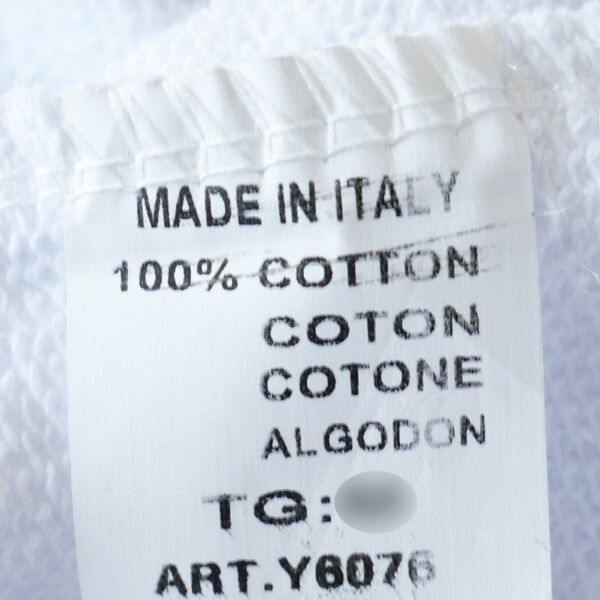 MADE IN ITALY
100% COTTON
COTON
COTONE
ALGODON
TG:
ART.Y6076